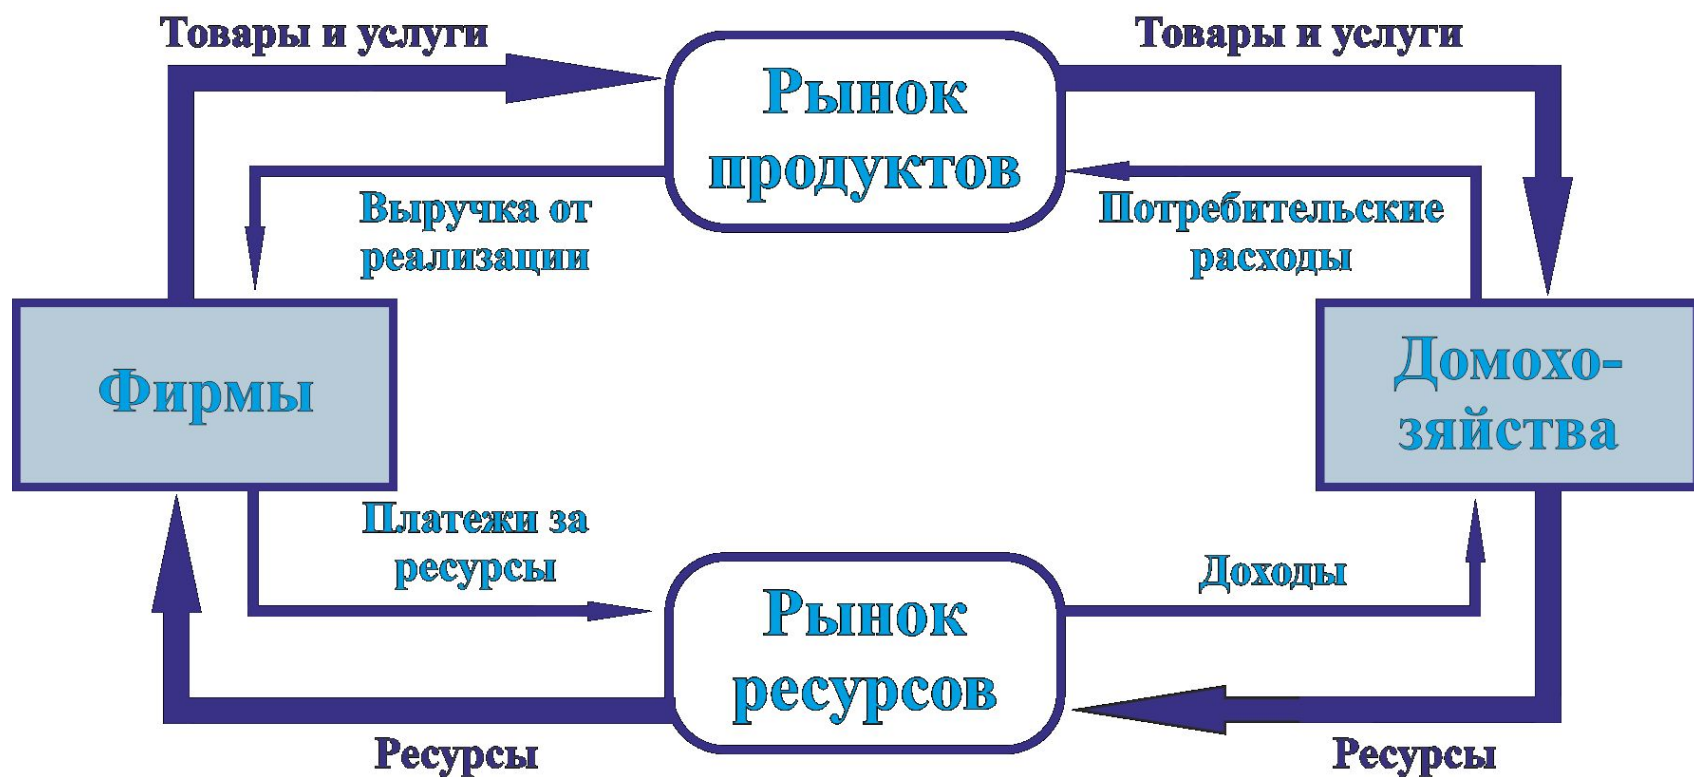 Товары и услуги
Товары и услуги
Рынок
продуктов
Выручка от
реализации
Потребительские
расходы
Фирмы
Домохо-
зяйства
Платежи за
ресурсы
Доходы
Рынок
ресурсов
Ресурсы
Ресурсы